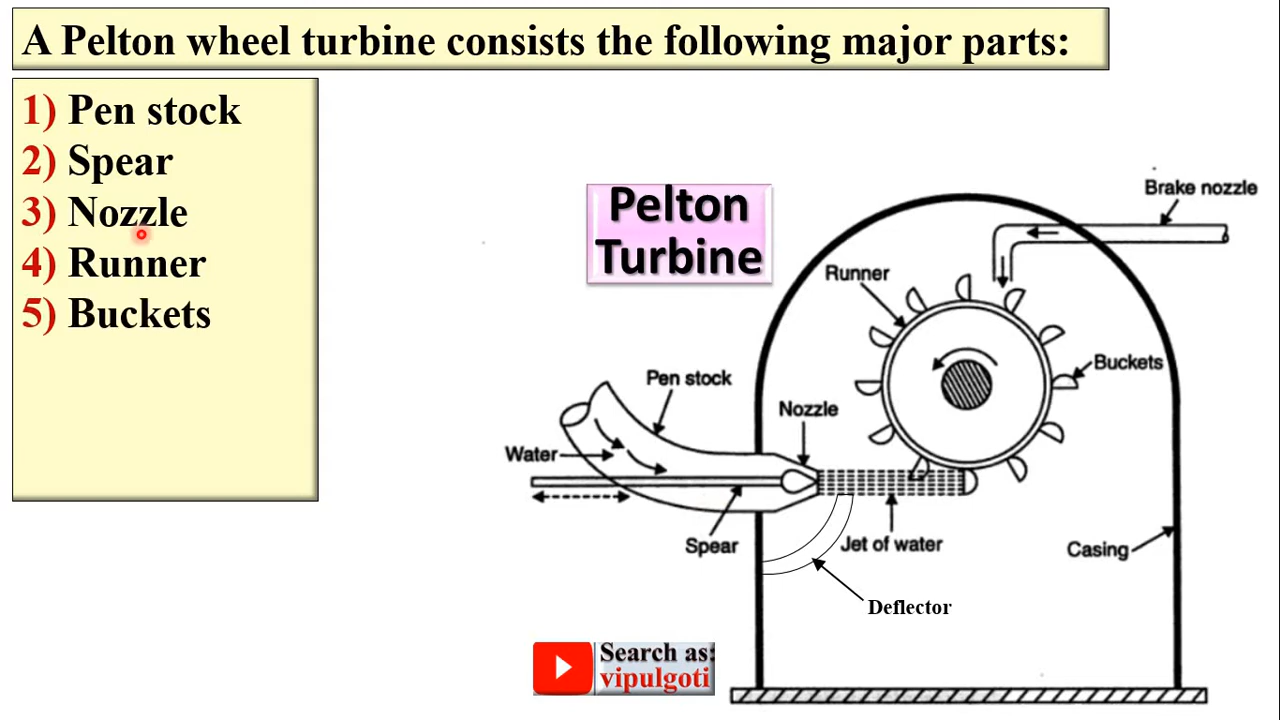 A Pelton wheel turbine consists the following major parts:
1) Pen stock
2) Spear
3) Nozzle
4) Runner
5) Buckets
Pelton
Turbine
Brake nozzle
Runner
Buckets
Pen stock
Nozzle
Water
Spear
Jet of water
Casing
Deflector
Search as:
vipulgoti